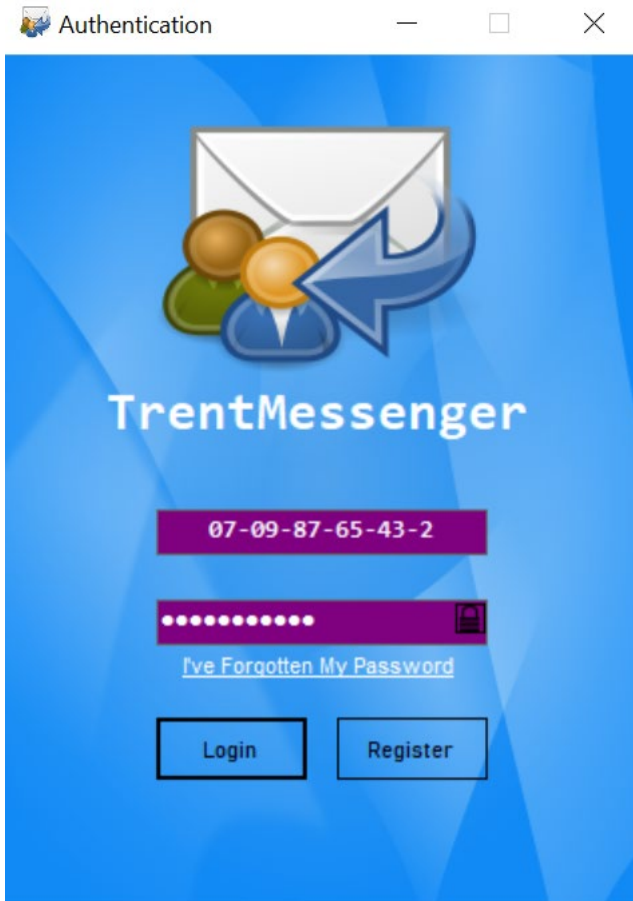 Authentication
TrentMessenger
07-09-87-65-43-2
●●●●●●●●●●●
I've Forgotten My Password
Login Register